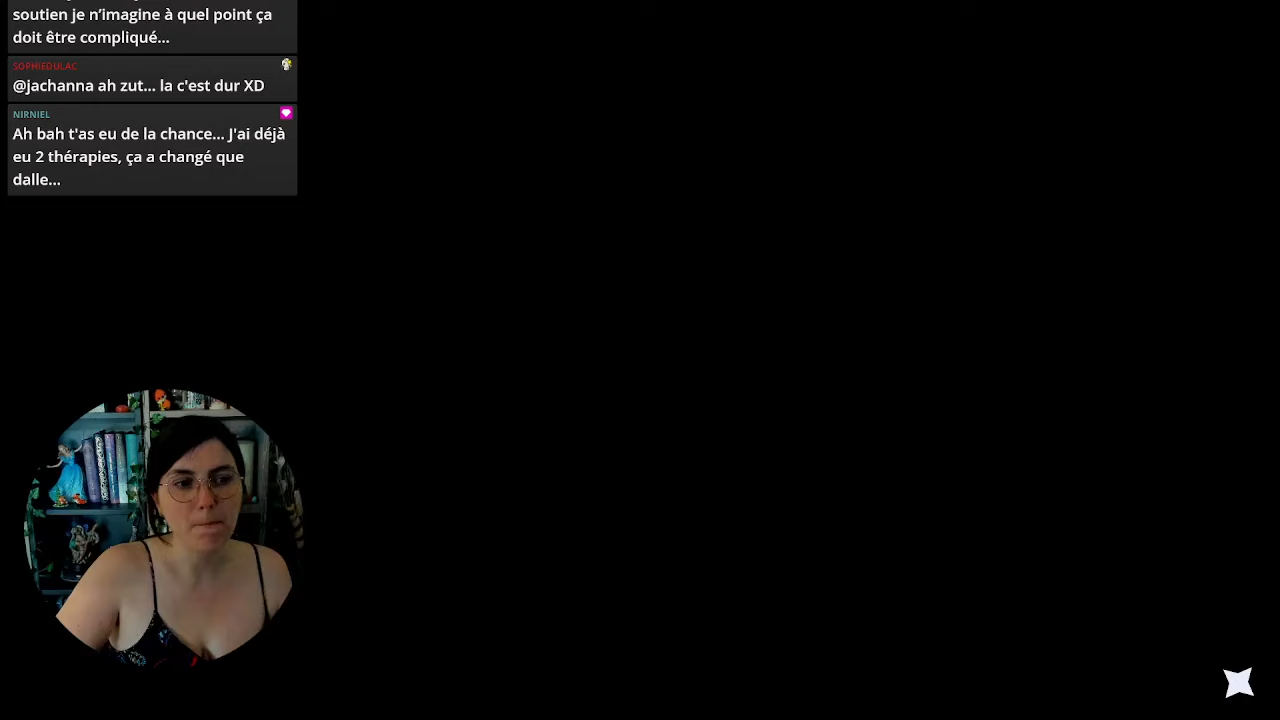 soutien je n’imagine à quel point ça
doit être compliqué...
SOPHIEDULAC
@jachanna ah zut... la c'est dur XD
NIRNIEL
Ah bah t'as eu de la chance... J'ai déjà
eu 2 thérapies, ça a changé que
dalle...